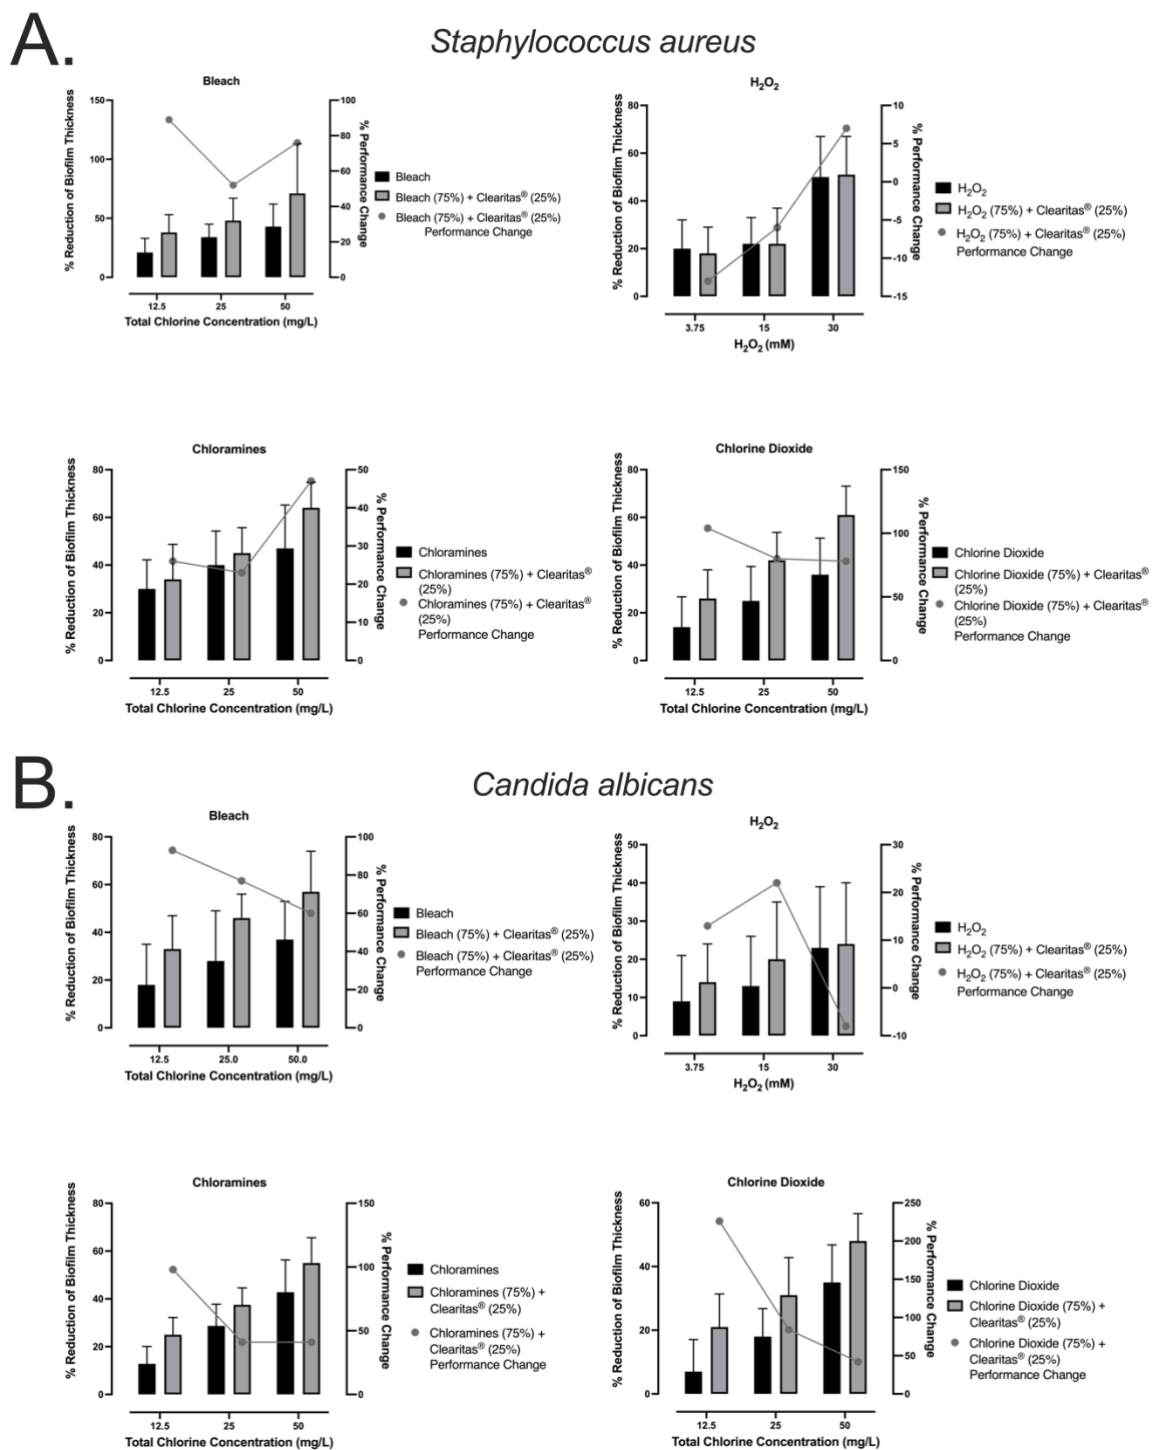 A.
Staphylococcus aureus
Bleach
% Reduction of Biofilm Thickness
150
100
50
0
100
80
60
40
20
0
% Performance Change
12.5
25
50
Total Chlorine Concentration (mg/L)
Bleach
Bleach (75%) + Clearitas® (25%)
Bleach (75%) + Clearitas® (25%)
Performance Change
H₂O₂
% Reduction of Biofilm Thickness
80
60
40
20
0
10
5
0
-5
-10
-15
% Performance Change
3.75
15
30
H₂O₂ (mM)
H₂O₂
H₂O₂ (75%) + Clearitas® (25%)
H₂O₂ (75%) + Clearitas® (25%)
Performance Change
Chloramines
% Reduction of Biofilm Thickness
80
60
40
20
0
50
40
30
20
10
0
% Performance Change
12.5
25
50
Total Chlorine Concentration (mg/L)
Chloramines
Chloramines (75%) + Clearitas®
(25%)
Chloramines (75%) + Clearitas®
(25%)
Performance Change
Chlorine Dioxide
% Reduction of Biofilm Thickness
80
60
40
20
0
150
100
50
0
% Performance Change
12.5
25
50
Total Chlorine Concentration (mg/L)
Chlorine Dioxide
Chlorine Dioxide (75%) + Clearitas®
(25%)
Chlorine Dioxide (75%) + Clearitas®
(25%)
Performance Change
B.
Candida albicans
Bleach
% Reduction of Biofilm Thickness
80
60
40
20
0
100
80
60
40
20
0
% Performance Change
12.5
25.0
50.0
Total Chlorine Concentration (mg/L)
Bleach
Bleach (75%) + Clearitas® (25%)
Bleach (75%) + Clearitas® (25%)
Performance Change
H₂O₂
% Reduction of Biofilm Thickness
50
40
30
20
10
0
30
20
10
0
-10
% Performance Change
3.75
15
30
H₂O₂ (mM)
H₂O₂
H₂O₂ (75%) + Clearitas® (25%)
H₂O₂ (75%) + Clearitas® (25%)
Performance Change
Chloramines
% Reduction of Biofilm Thickness
80
60
40
20
0
150
100
50
0
% Performance Change
12.5
25
50
Total Chlorine Concentration (mg/L)
Chloramines
Chloramines (75%) +
Clearitas® (25%)
Chloramines (75%) +
Clearitas® (25%)
Performance Change
Chlorine Dioxide
% Reduction of Biofilm Thickness
60
40
20
0
250
200
150
100
50
0
% Performance Change
12.5
25
50
Total Chlorine Concentration (mg/L)
Chlorine Dioxide
Chlorine Dioxide (75%) +
Clearitas® (25%)
Chlorine Dioxide (75%) +
Clearitas® (25%)
Performance Change